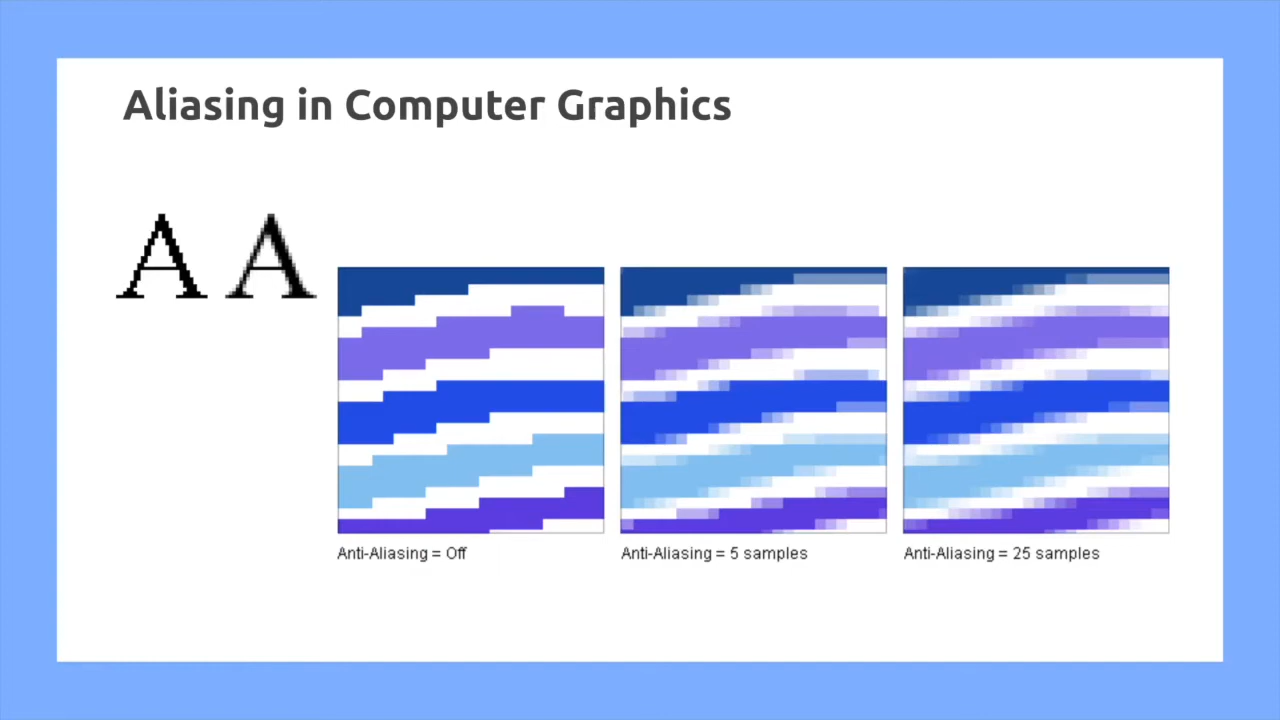 Aliasing in Computer Graphics
A A
Anti-Aliasing = Off
Anti-Aliasing = 5 samples
Anti-Aliasing = 25 samples